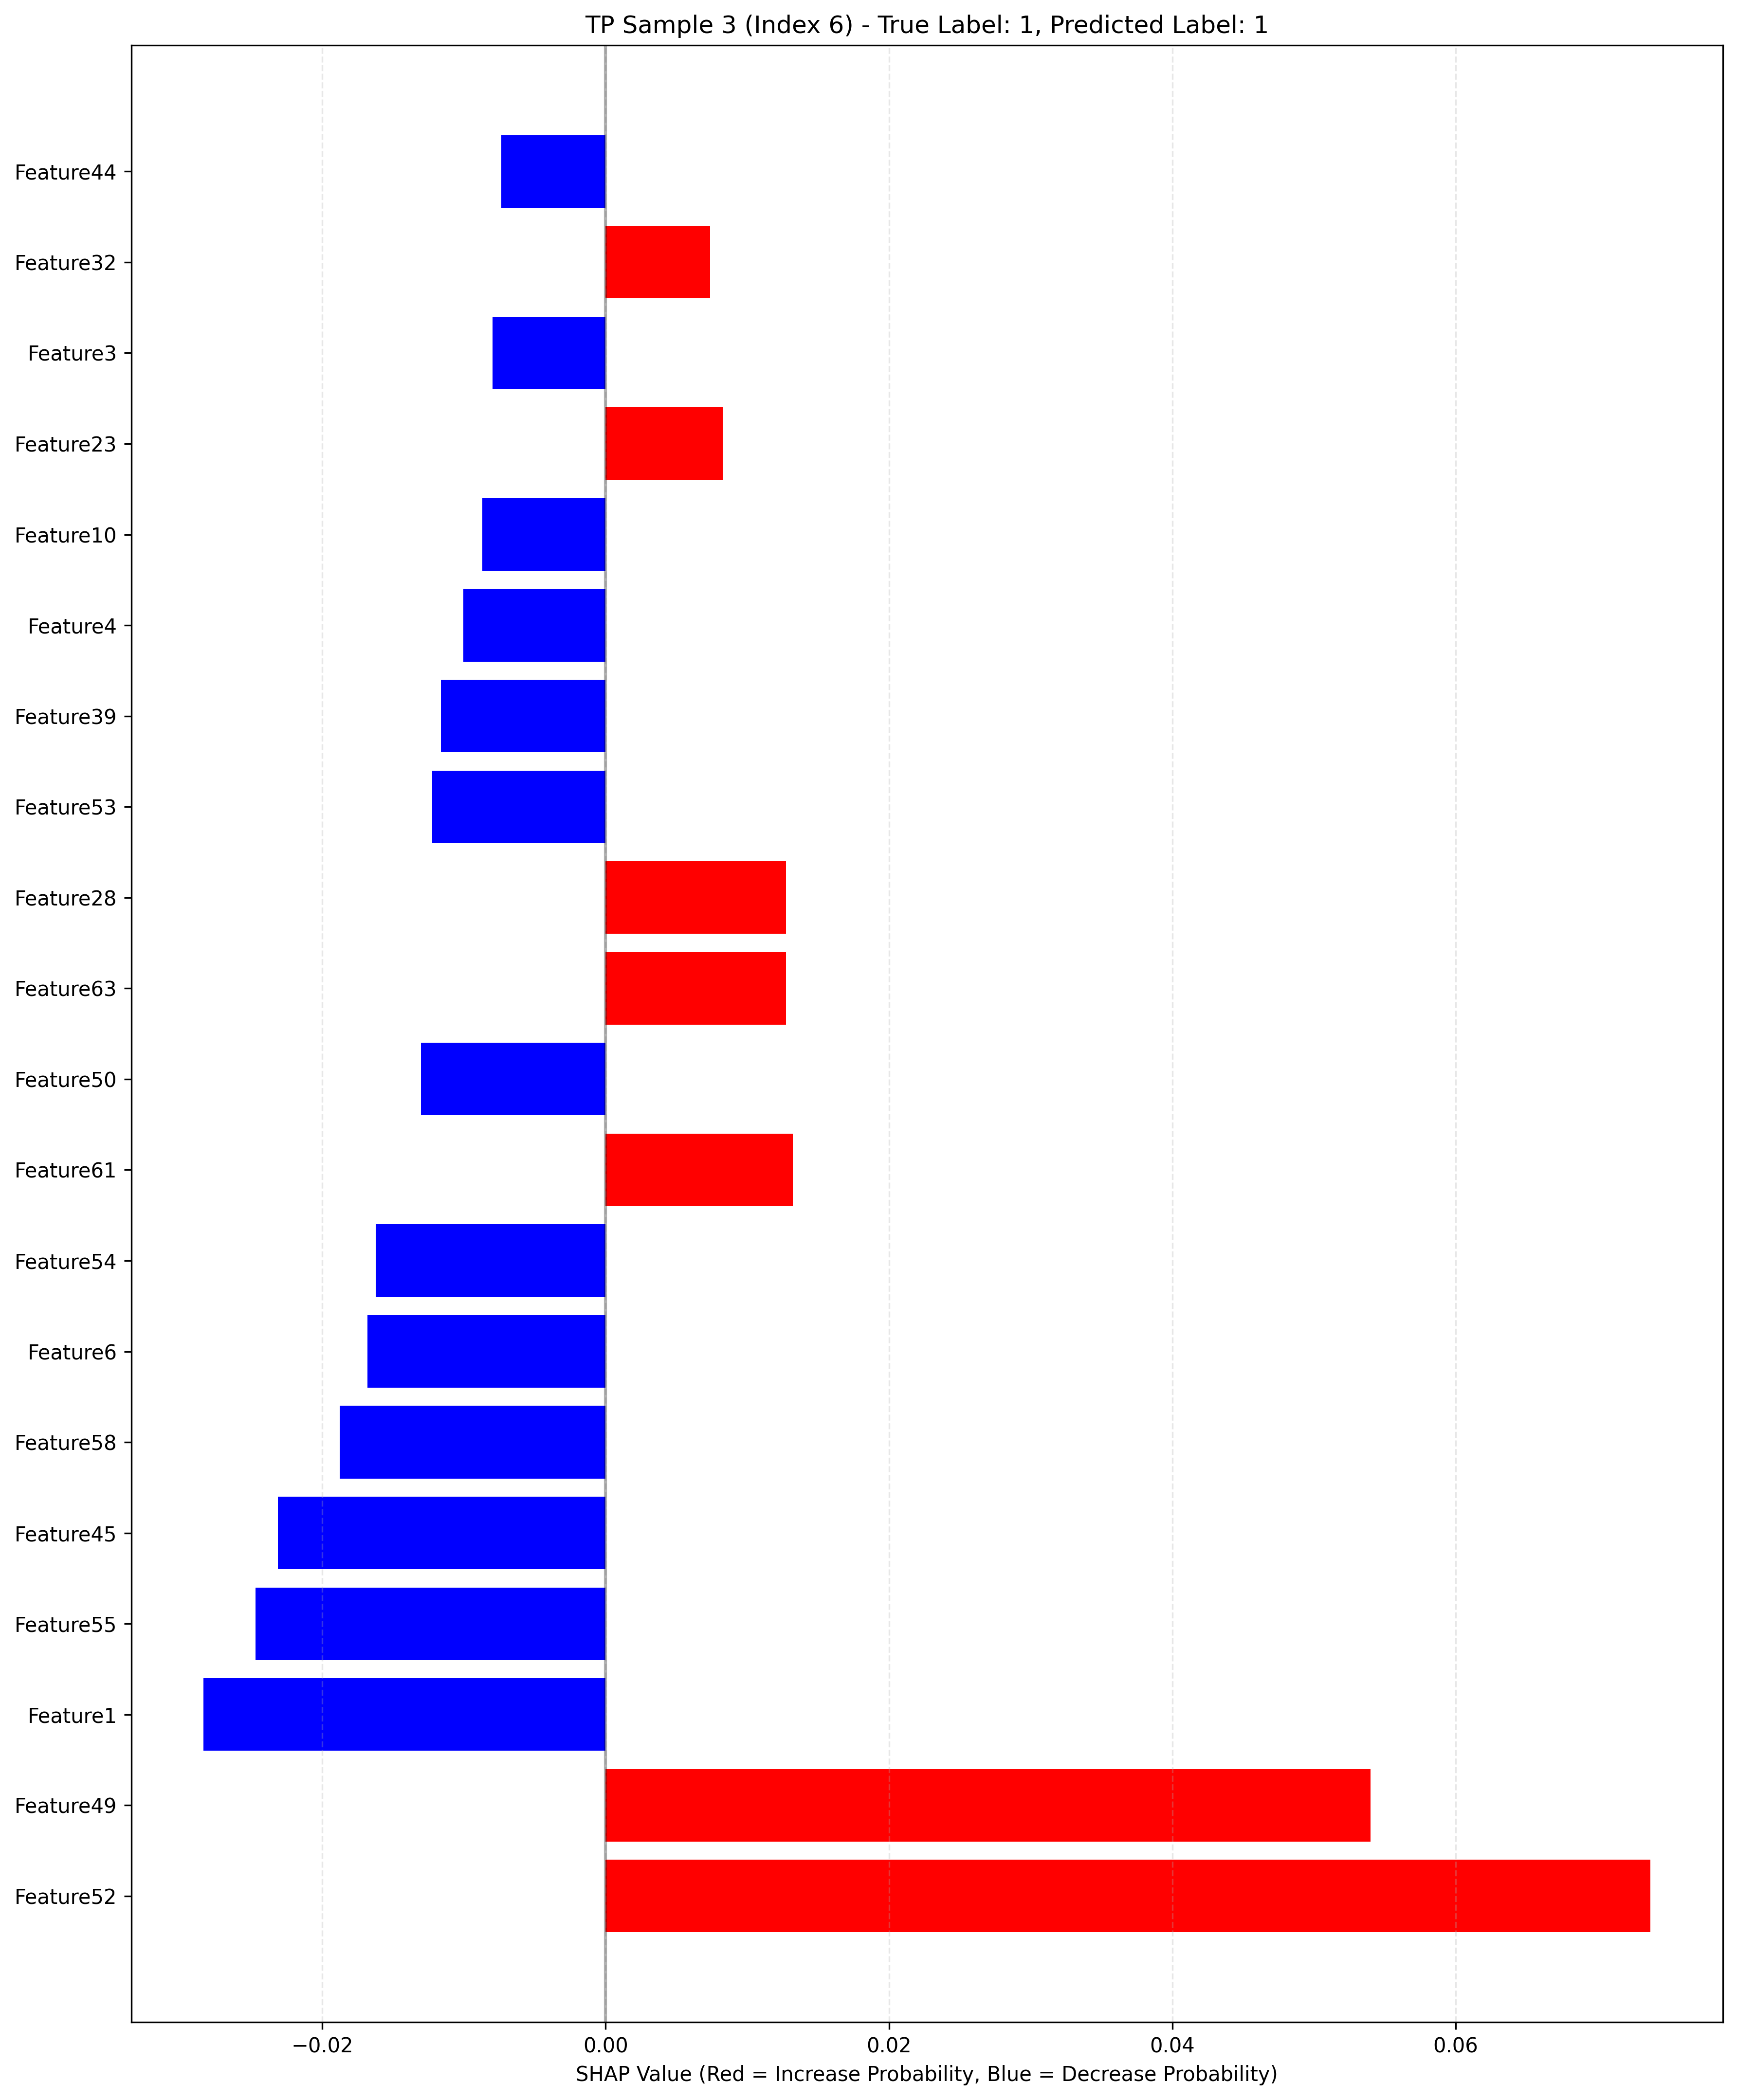 TP Sample 3 (Index 6) - True Label: 1, Predicted Label: 1
Feature44
Feature32
Feature3
Feature23
Feature10
Feature4
Feature39
Feature53
Feature28
Feature63
Feature50
Feature61
Feature54
Feature6
Feature58
Feature45
Feature55
Feature1
Feature49
Feature52
−0.02 0.00 0.02 0.04 0.06
SHAP Value (Red = Increase Probability, Blue = Decrease Probability)